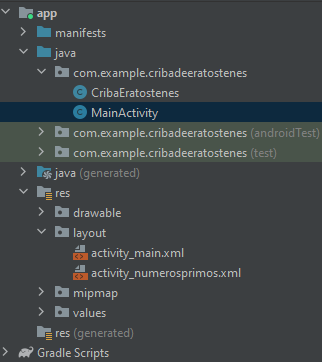 app
manifests
java
com.example.cribadeeratostenes
CribaEratostenes
MainActivity
com.example.cribadeeratostenes (androidTest)
com.example.cribadeeratostenes (test)
java (generated)
res
drawable
layout
activity_main.xml
activity_numerosprimos.xml
mipmap
values
res (generated)
Gradle Scripts